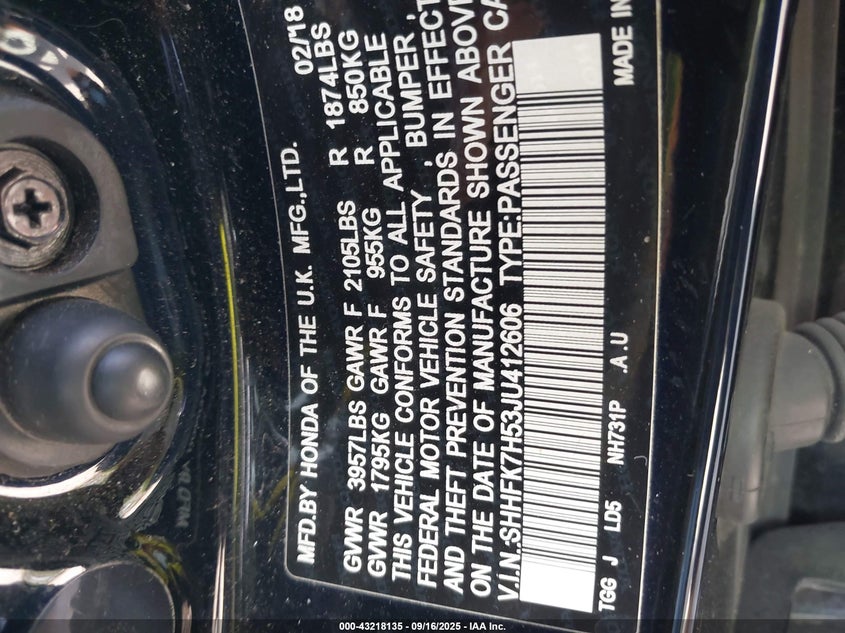 MFD.BY HONDA OF THE U.K. MFG.,LTD. 02/18
GVWR 3957LBS GAWR F 2105LBS R 1874LBS
GVWR 1795KG GAWR F 955KG R 850KG
THIS VEHICLE CONFORMS TO ALL APPLICABLE
FEDERAL MOTOR VEHICLE SAFETY , BUMPER ,
AND THEFT PREVENTION STANDARDS IN EFFECT
ON THE DATE OF MANUFACTURE SHOWN ABOVE
V.I.N.:SHHFK7H53JU412606 TYPE:PASSENGER CA
TGG J LD5 NH731P .A.U MADE IN
000-43218135 - 09/16/2025 - IAA Inc.